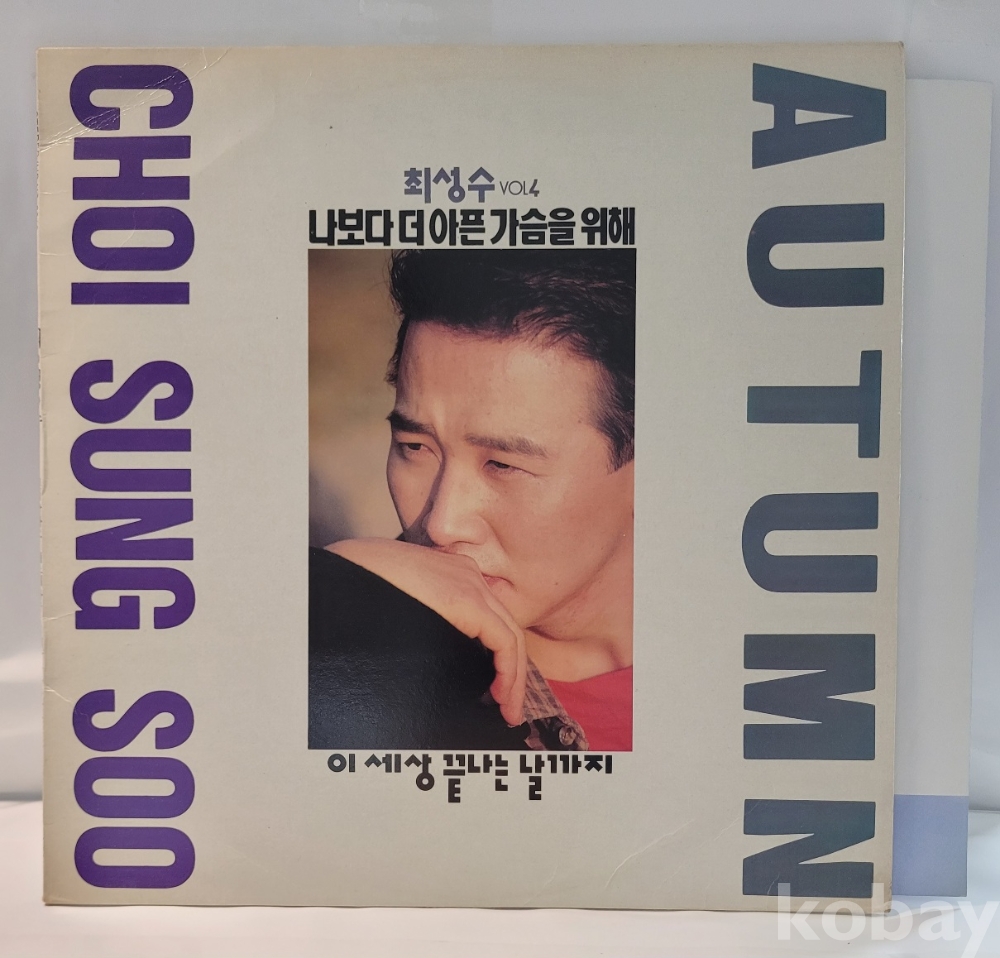 CHOI SUNG SOO
최성수 VOL4
나보다 더 아픈 가슴을 위해
이 세상 끝나는 날까지
AUTUMN
kobay